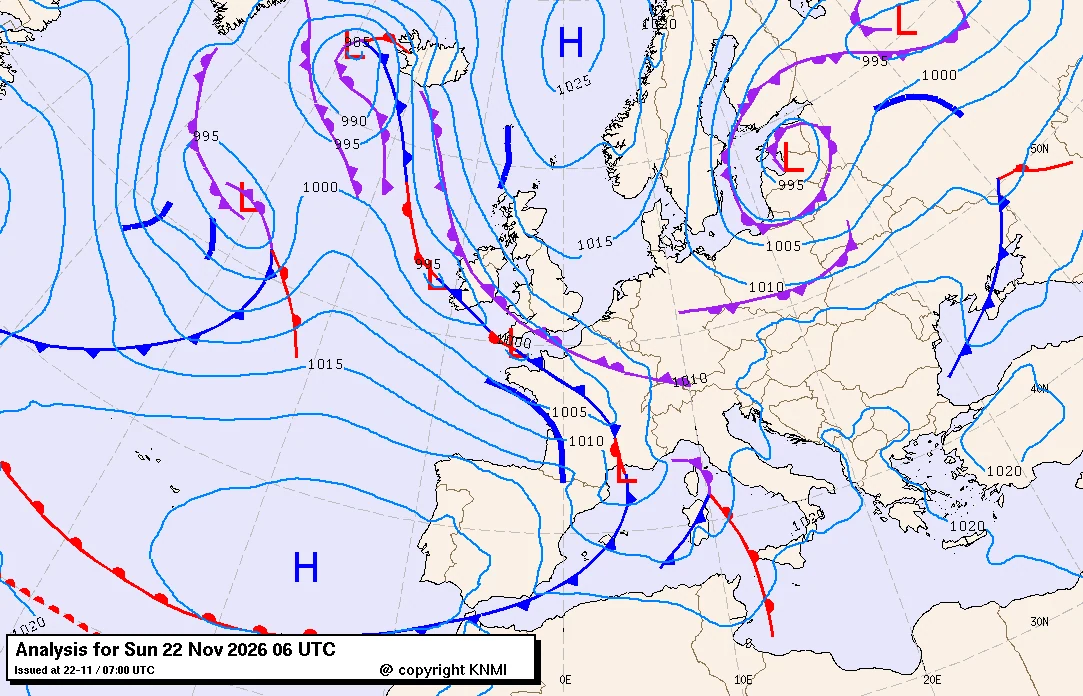 L
1020
L
985
H
995
1000
1025
990
995
995
L
50N
1000
995
L
1015
1005
995
L
1010
1000
L
1015
1010
40N
1005
1010
L
1020
1020
1020
H
30N
1020
Analysis for Sun 22 Nov 2026 06 UTC
Issued at 22-11 / 07:00 UTC
@ copyright KNMI
0E
10E
20E